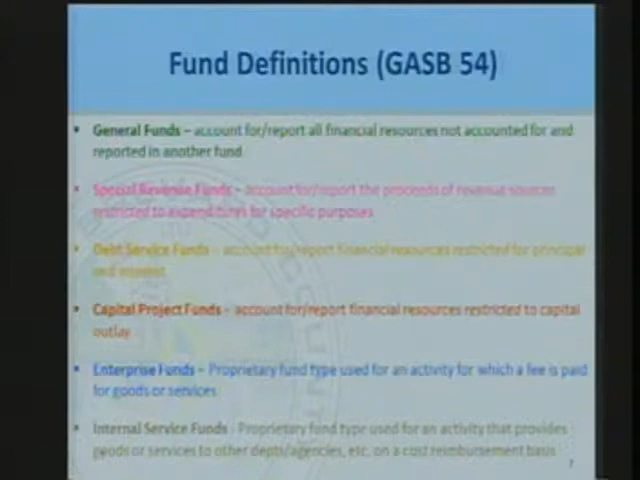 Fund Definitions (GASB 54)
• General Funds – account for/report all financial resources not accounted for and
reported in another fund
• Special Revenue Funds – account for/report the proceeds of revenue sources
restricted to expenditures for specific purposes
• Debt Service Funds – account for/report financial resources restricted for principal
and interest
• Capital Project Funds – account for/report financial resources restricted to capital
outlay
• Enterprise Funds – Proprietary fund type used for an activity for which a fee is paid
for goods or services
• Internal Service Funds - Proprietary fund type used for an activity that provides
goods or services to other depts/agencies, etc. on a cost reimbursement basis
7